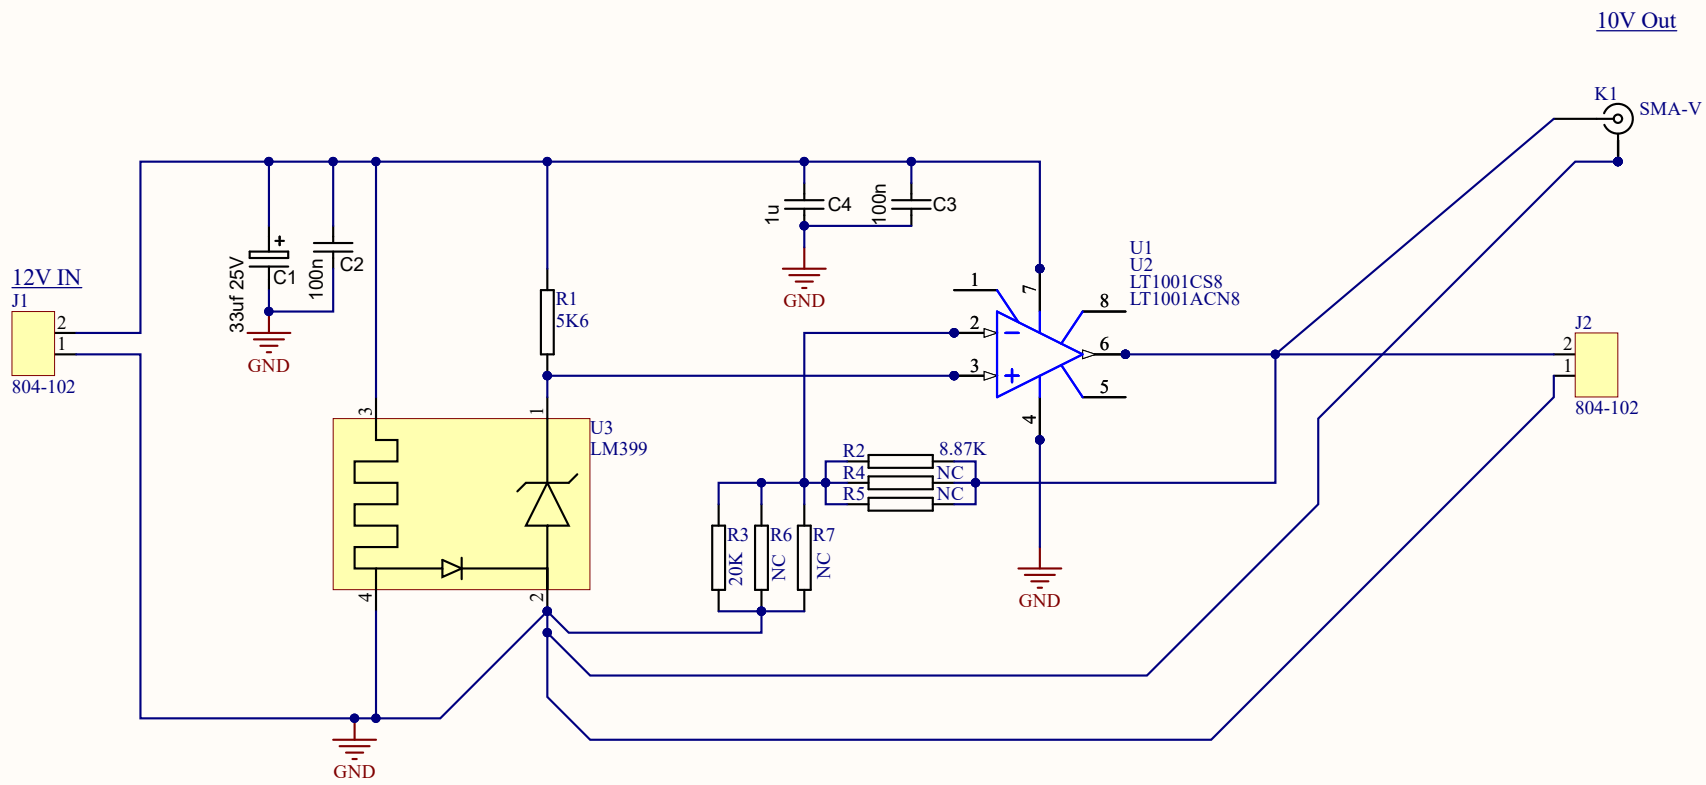 10V Out
K1
SMA-V
12V IN
J1
2
1
804-102
33uf 25V
+
C1
100n
C2
GND
R1
5K6
1u
C4
100n
C3
GND
U1
U2
LT1001CS8
LT1001ACN8
1
7
8
2
6
3
5
4
J2
2
1
804-102
3
1
U3
LM399
4
2
R2
8.87K
R4
NC
R5
NC
R3
20K
R6
NC
R7
NC
GND
GND